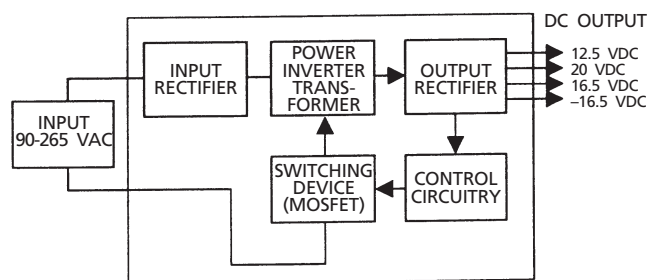 DC OUTPUT
INPUT
RECTIFIER
POWER
INVERTER
TRANS-
FORMER
OUTPUT
RECTIFIER
12.5 VDC
20 VDC
16.5 VDC
–16.5 VDC
INPUT
90-265 VAC
SWITCHING
DEVICE
(MOSFET)
CONTROL
CIRCUITRY